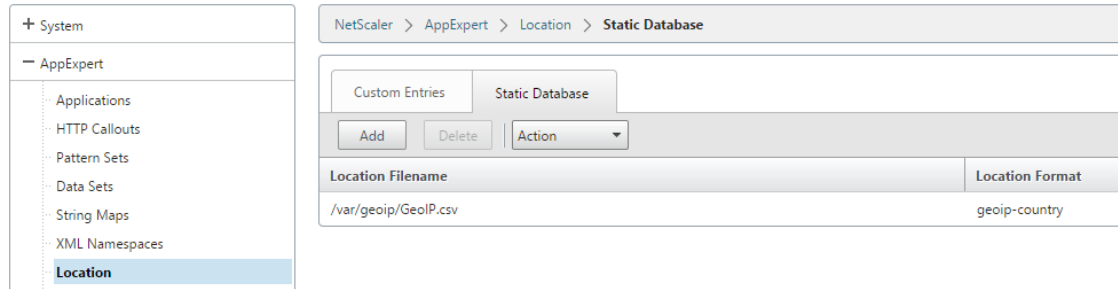 + System
− AppExpert
Applications
HTTP Callouts
Pattern Sets
Data Sets
String Maps
XML Namespaces
Location
NetScaler > AppExpert > Location > Static Database
Custom Entries Static Database
Add Delete Action
Location Filename Location Format
/var/geoip/GeoIP.csv geoip-country